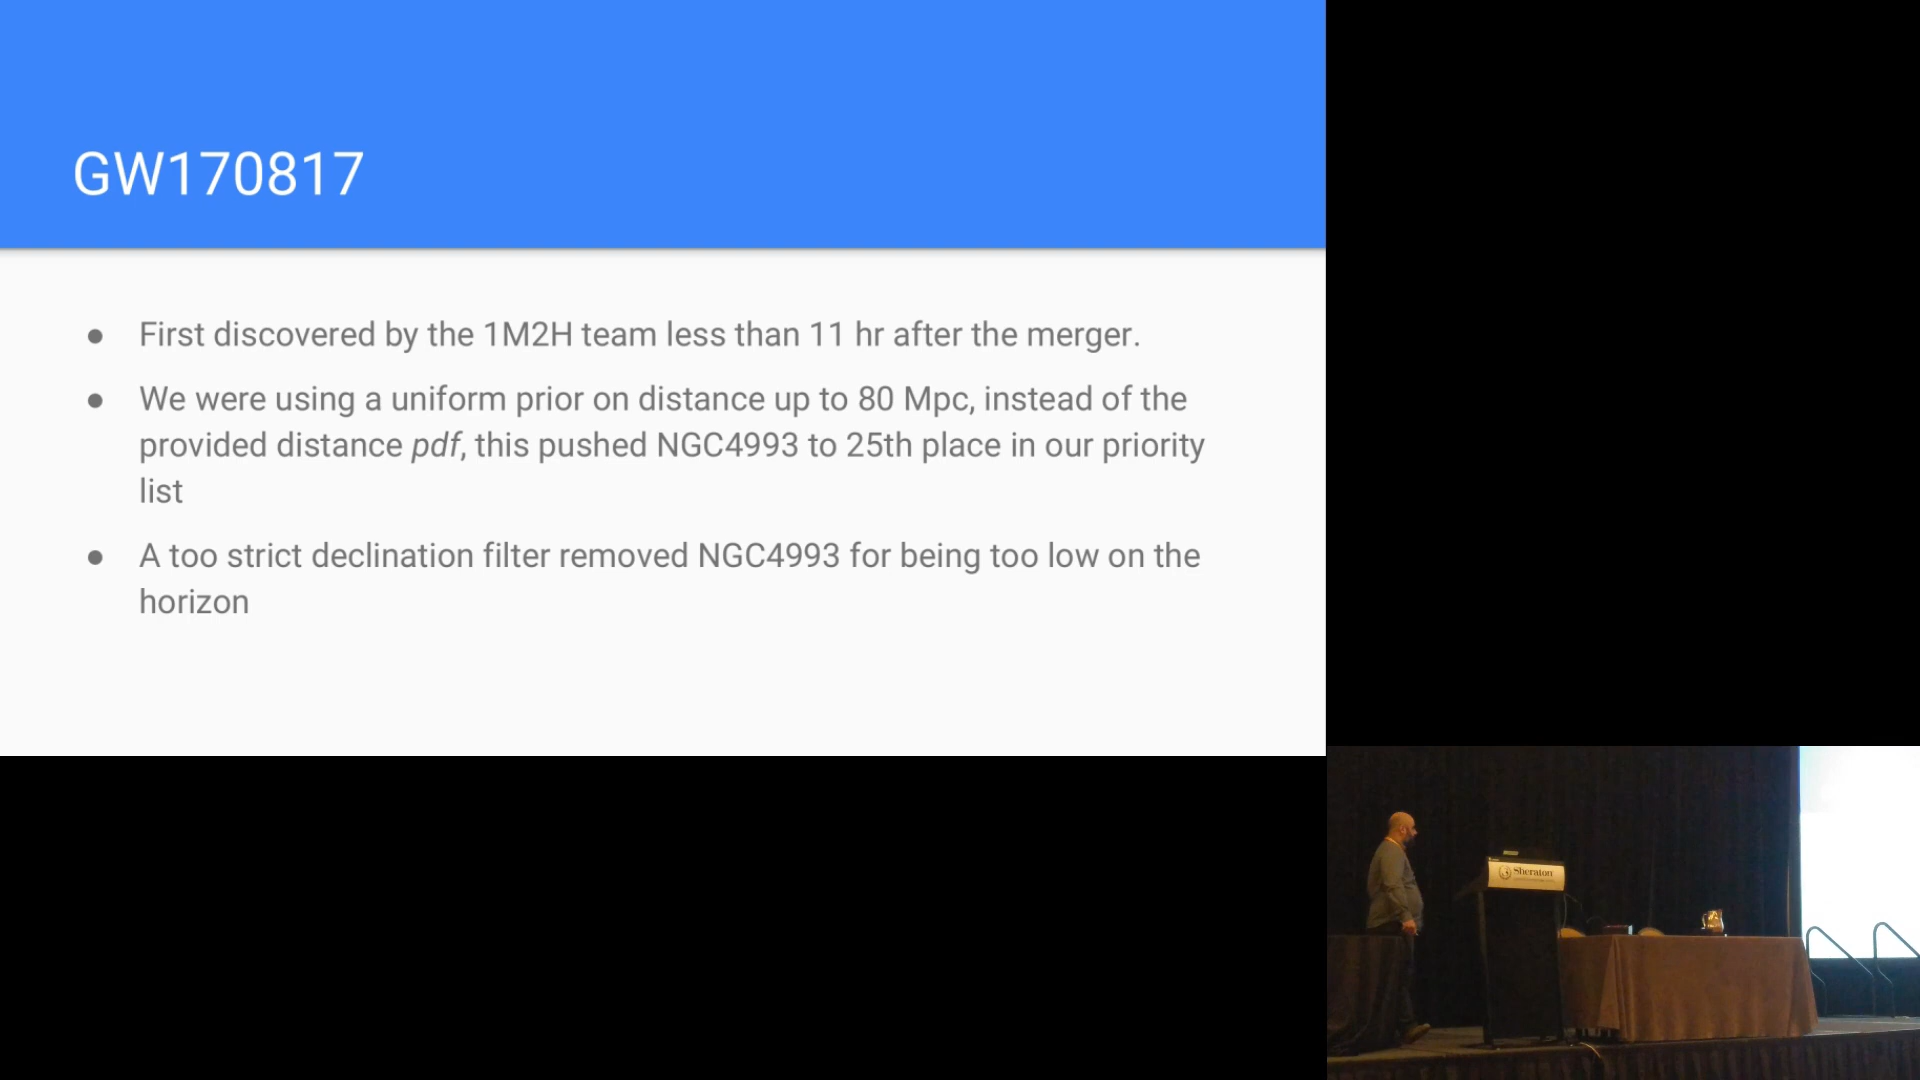 GW170817
● First discovered by the 1M2H team less than 11 hr after the merger.
● We were using a uniform prior on distance up to 80 Mpc, instead of the
provided distance pdf, this pushed NGC4993 to 25th place in our priority
list
● A too strict declination filter removed NGC4993 for being too low on the
horizon
Sheraton